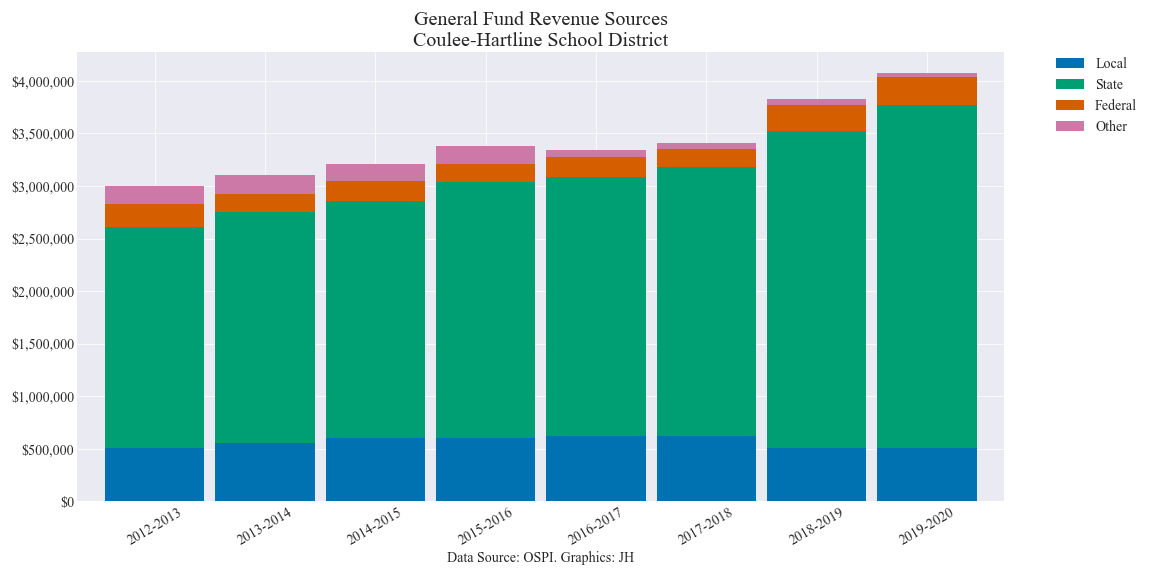 General Fund Revenue Sources
Coulee-Hartline School District
Local
State
Federal
Other
$4,000,000
$3,500,000
$3,000,000
$2,500,000
$2,000,000
$1,500,000
$1,000,000
$500,000
$0
2012-2013
2013-2014
2014-2015
2015-2016
2016-2017
2017-2018
2018-2019
2019-2020
Data Source: OSPI. Graphics: JH